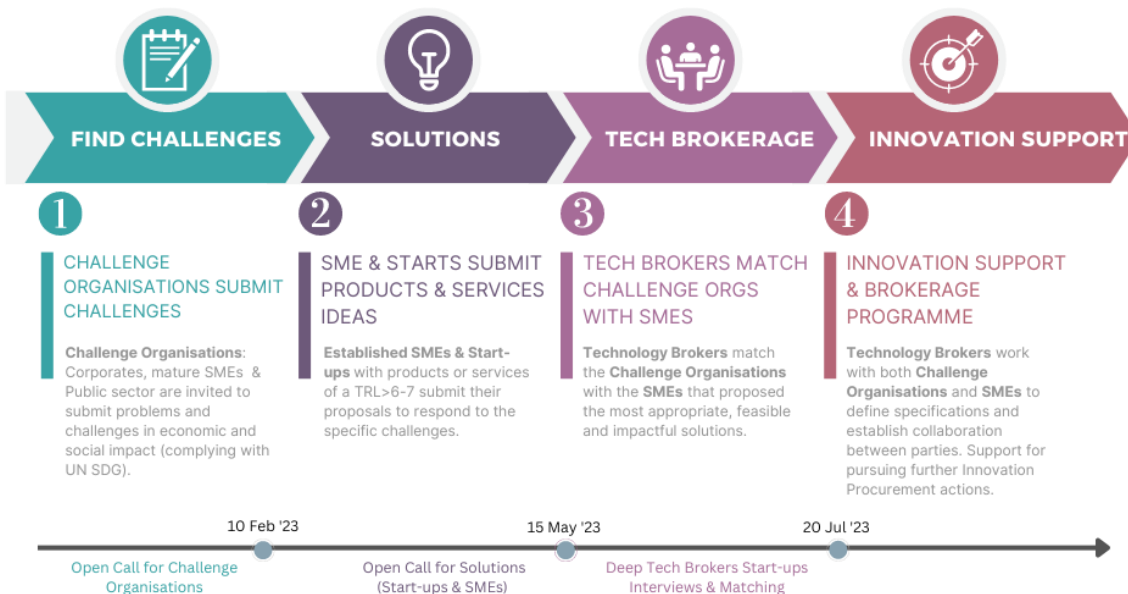 FIND CHALLENGES
SOLUTIONS
TECH BROKERAGE
INNOVATION SUPPORT
1
CHALLENGE
ORGANISATIONS SUBMIT
CHALLENGES
Challenge Organisations:
Corporates, mature SMEs &
Public sector are invited to
submit problems and
challenges in economic and
social impact (complying with
UN SDG).
2
SME & STARTS SUBMIT
PRODUCTS & SERVICES
IDEAS
Established SMEs & Start-
ups with products or services
of a TRL>6-7 submit their
proposals to respond to the
specific challenges.
3
TECH BROKERS MATCH
CHALLENGE ORGS
WITH SMES
Technology Brokers match
the Challenge Organisations
with the SMEs that proposed
the most appropriate, feasible
and impactful solutions.
4
INNOVATION SUPPORT
& BROKERAGE
PROGRAMME
Technology Brokers work
with both Challenge
Organisations and SMEs to
define specifications and
establish collaboration
between parties. Support for
pursuing further Innovation
Procurement actions.
10 Feb '23
15 May '23
20 Jul '23
Open Call for Challenge
Organisations
Open Call for Solutions
(Start-ups & SMEs)
Deep Tech Brokers Start-ups
Interviews & Matching